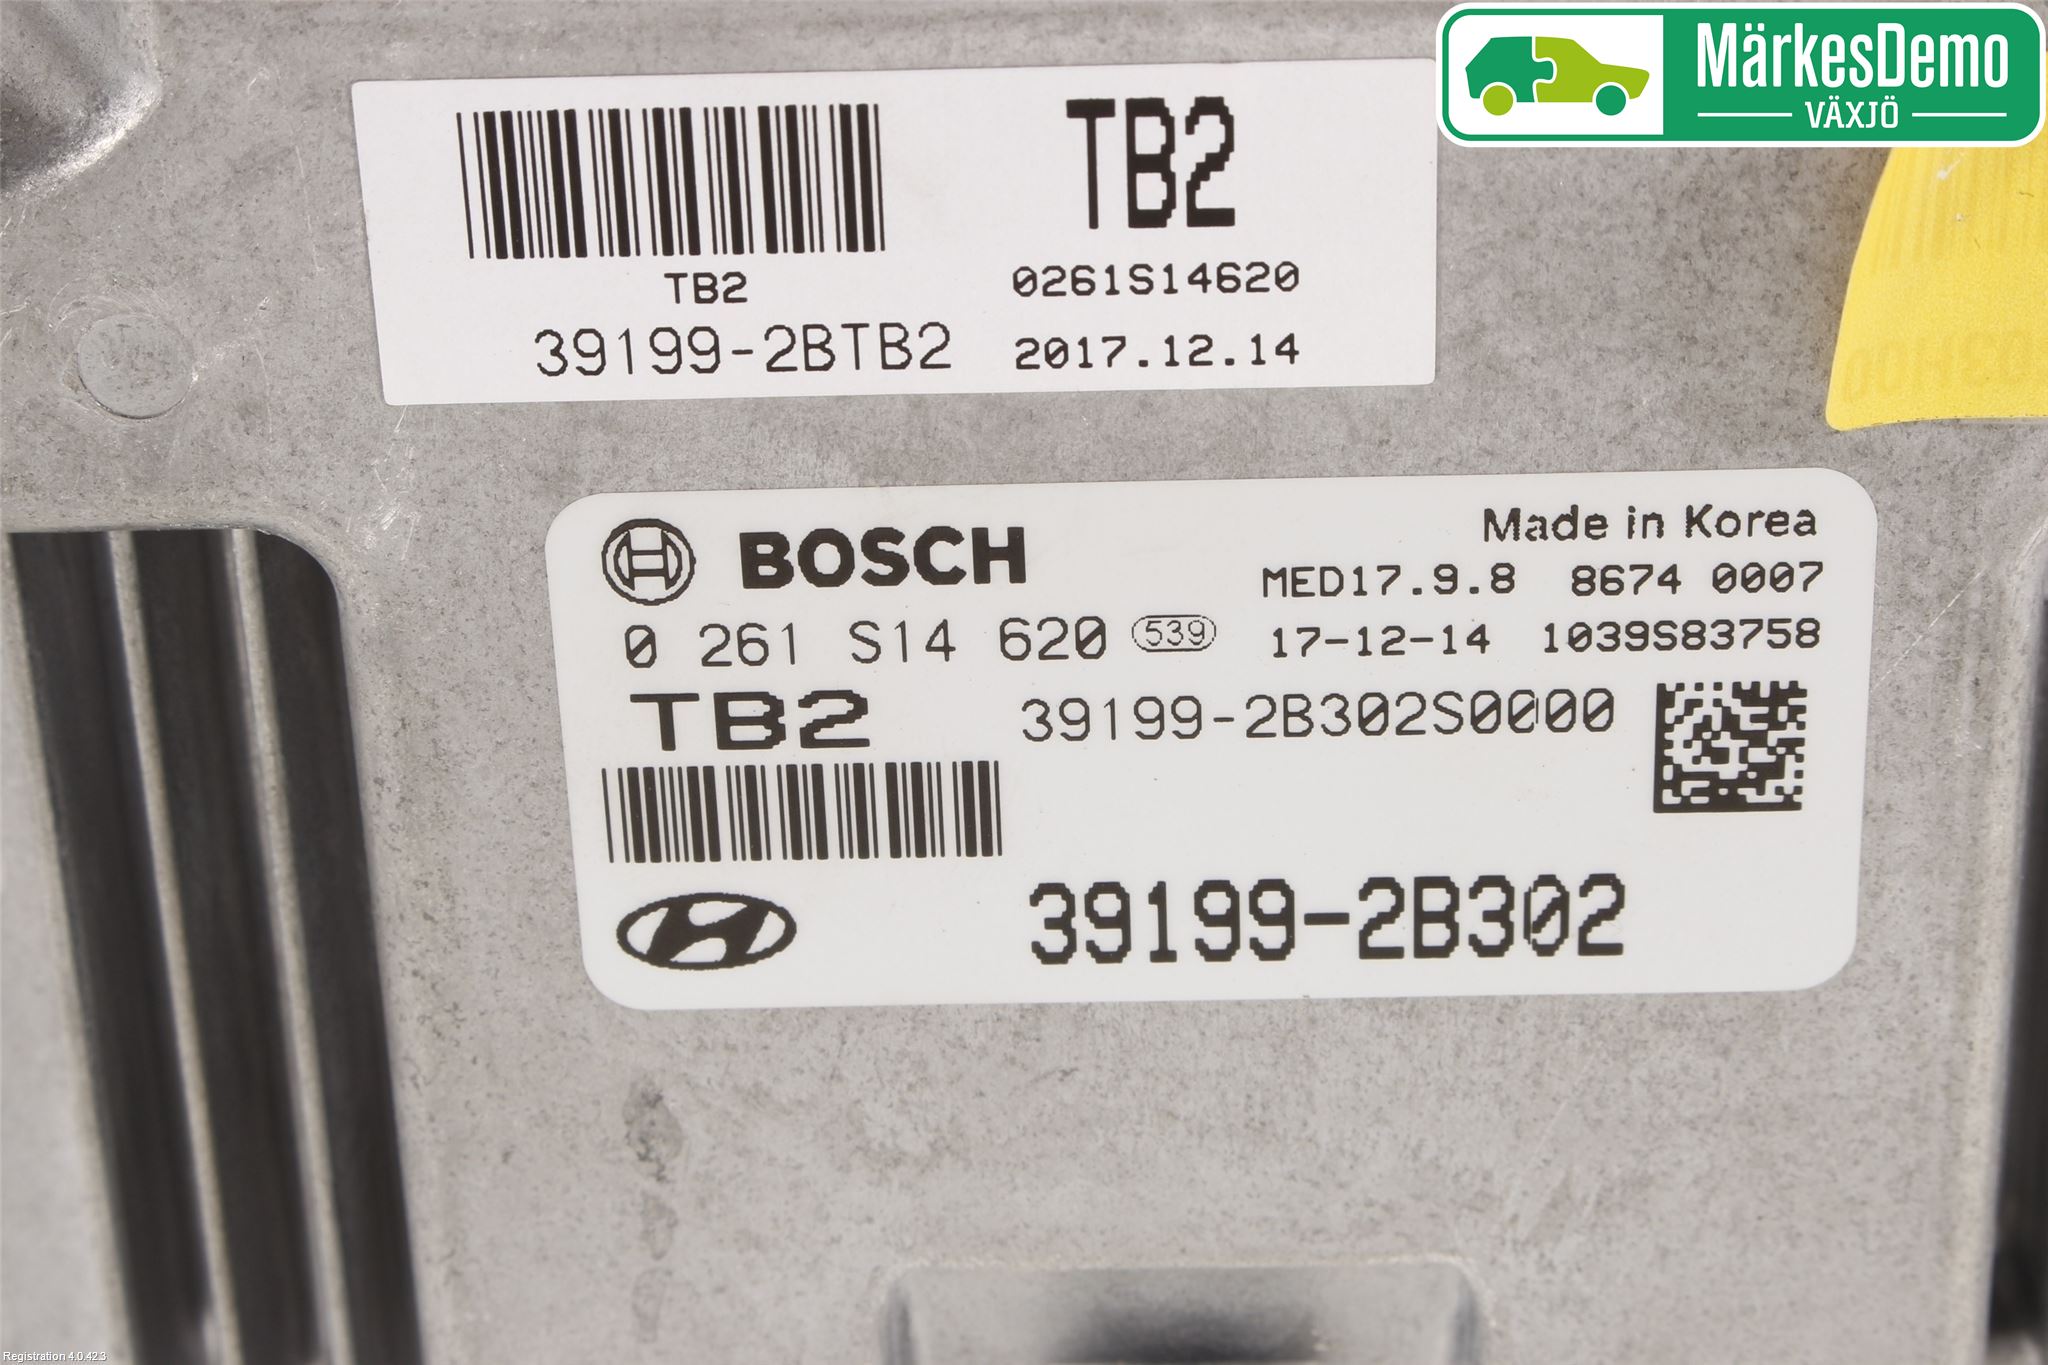 MärkesDemo
VÄXJÖ
TB2
TB2
0261S14620
39199-2BTB2
2017.12.14
BOSCH
Made in Korea
MED17.9.8 8674 0007
0 261 S14 620 539
17-12-14 1039S83758
TB2
39199-2B302S0000
39199-2B302
Registration 4.0.42.3